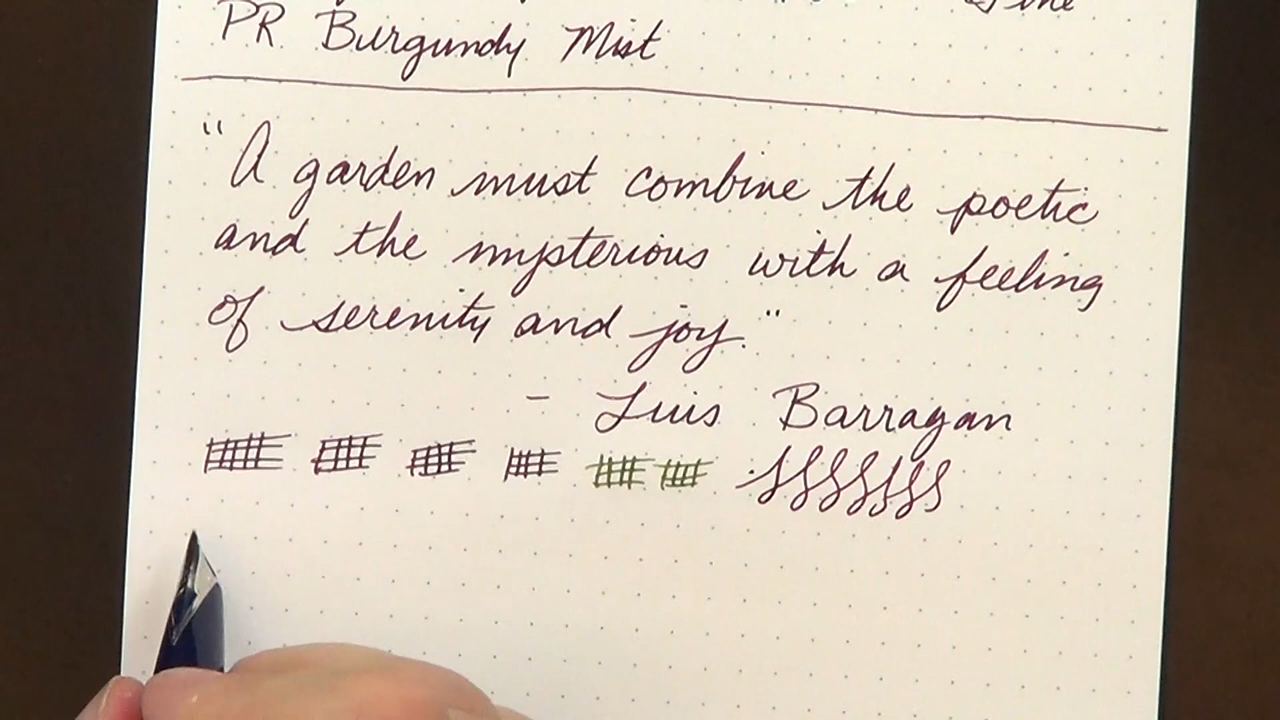 PR Burgundy Mist
"A garden must combine the poetic
and the mysterious with a feeling
of serenity and joy."
- Luis Barragan